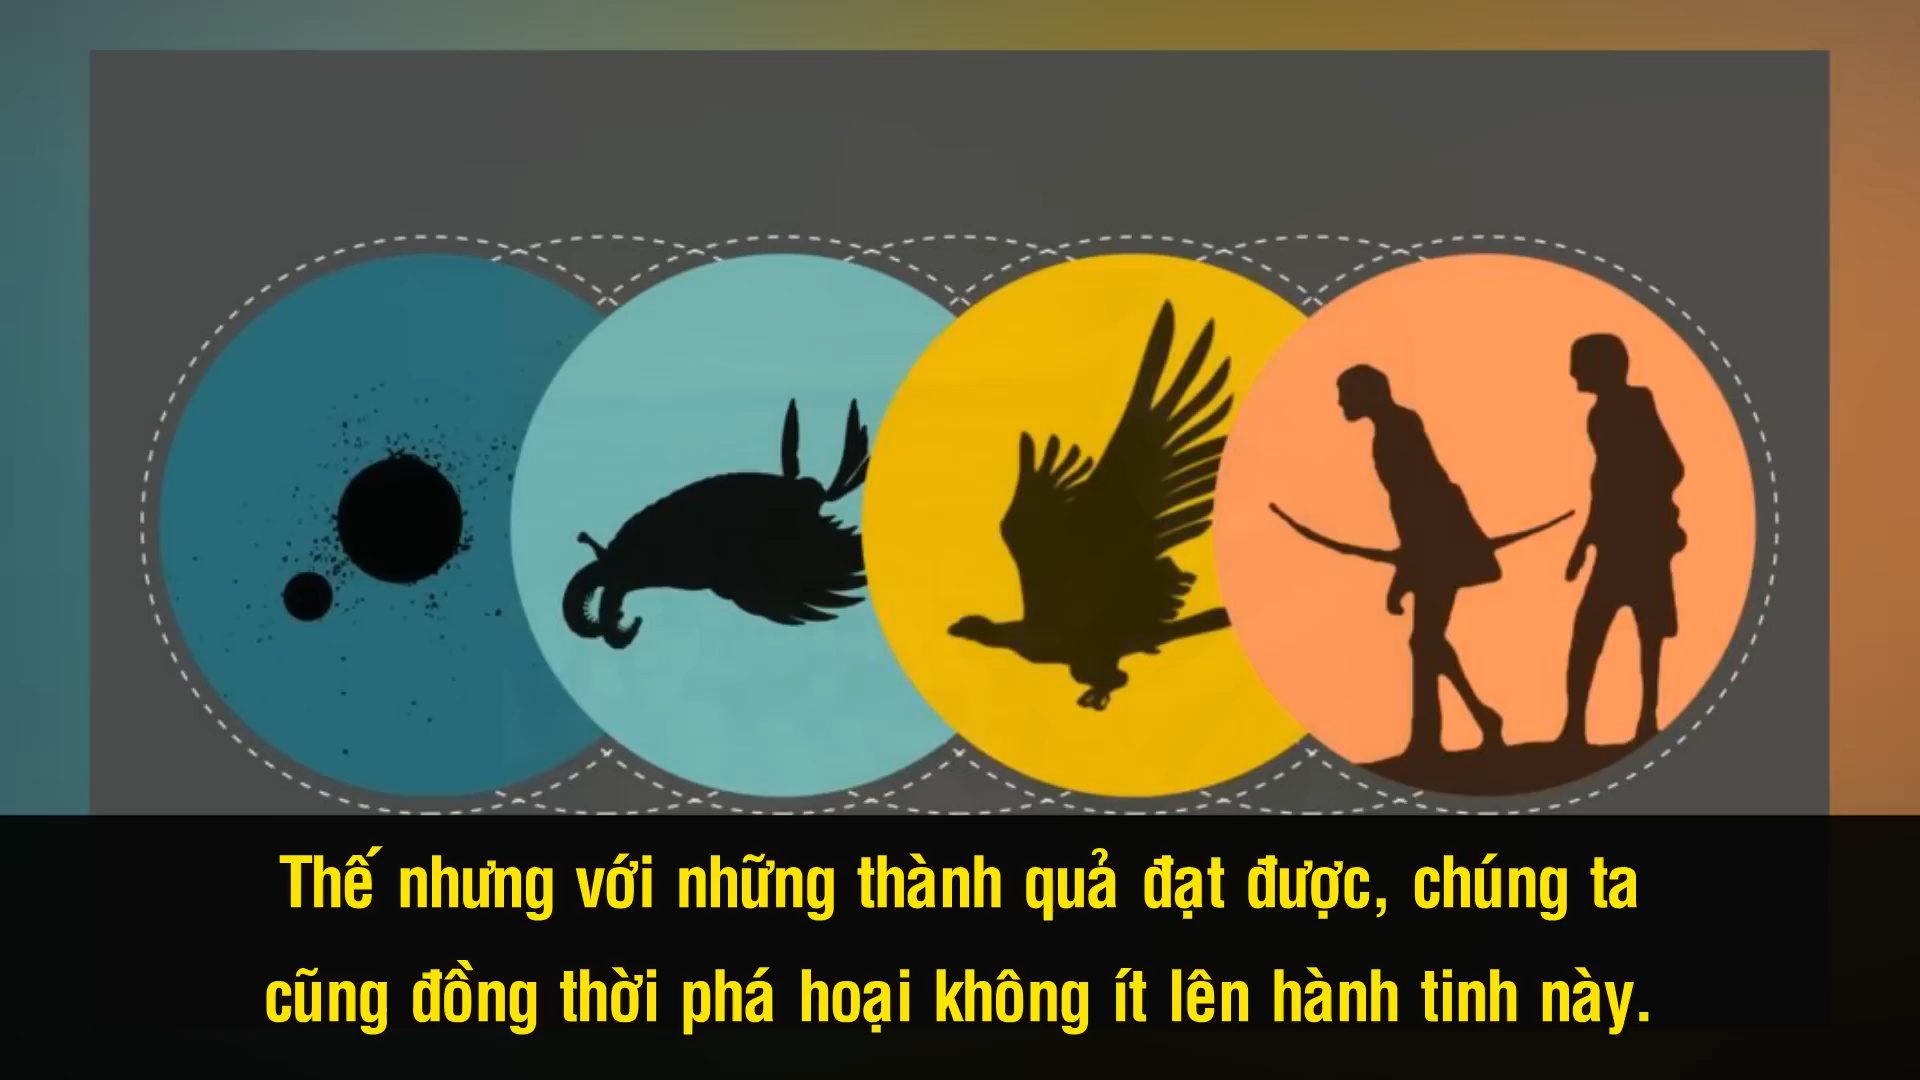 Thế nhưng với những thành quả đạt được, chúng ta
cũng đồng thời phá hoại không ít lên hành tinh này.